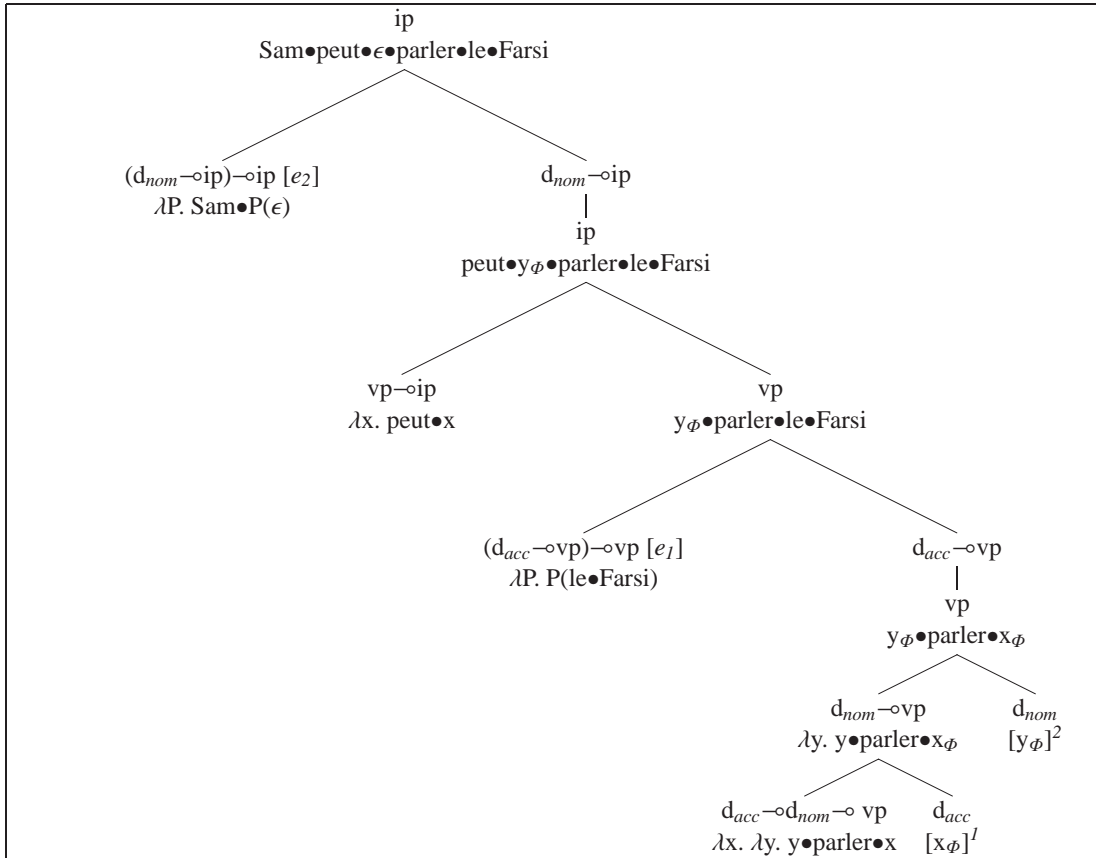 ip
Sam●peut●ϵ●parler●le●Farsi
(d_nom⊸ip)⊸ip [e_2] d_nom⊸ip
λP. Sam●P(ϵ)
ip
peut●y_Φ●parler●le●Farsi
vp⊸ip vp
λx. peut●x y_Φ●parler●le●Farsi
(d_acc⊸vp)⊸vp [e_1] d_acc⊸vp
λP. P(le●Farsi)
vp
y_Φ●parler●x_Φ
d_nom⊸vp d_nom
λy. y●parler●x_Φ [y_Φ]^2
d_acc⊸d_nom⊸ vp d_acc
λx. λy. y●parler●x [x_Φ]^1